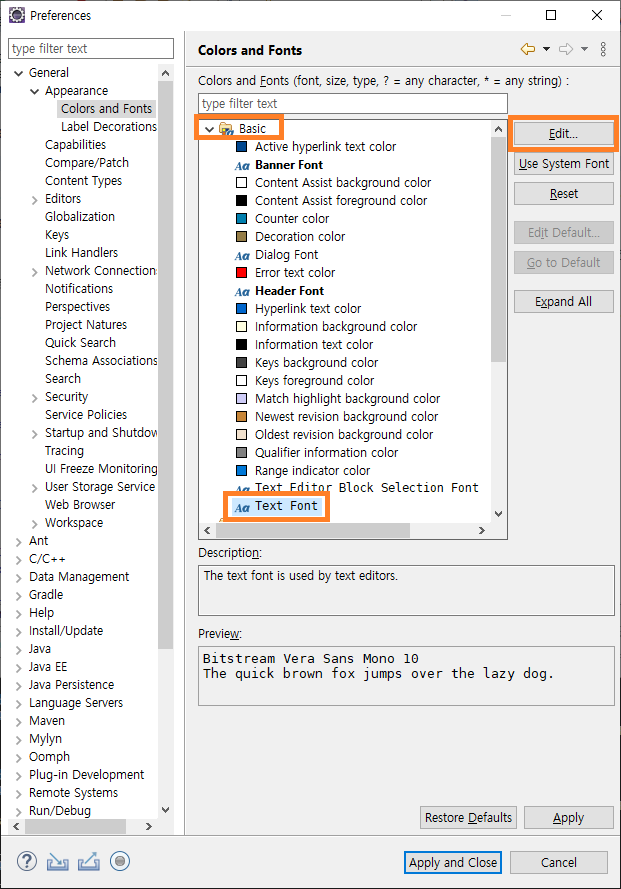 Preferences
type filter text
General
Appearance
Colors and Fonts
Label Decorations
Capabilities
Compare/Patch
Content Types
Editors
Globalization
Keys
Link Handlers
Network Connection
Notifications
Perspectives
Project Natures
Quick Search
Schema Associations
Search
Security
Service Policies
Startup and Shutdow
Tracing
UI Freeze Monitoring
User Storage Service
Web Browser
Workspace
Ant
C/C++
Data Management
Gradle
Help
Install/Update
Java
Java EE
Java Persistence
Language Servers
Maven
Mylyn
Oomph
Plug-in Development
Remote Systems
Run/Debug
Colors and Fonts
Colors and Fonts (font, size, type, ? = any character, * = any string) :
type filter text
Basic
Active hyperlink text color
Aa Banner Font
Content Assist background color
Content Assist foreground color
Counter color
Decoration color
Aa Dialog Font
Error text color
Aa Header Font
Hyperlink text color
Information background color
Information text color
Keys background color
Keys foreground color
Match highlight background color
Newest revision background color
Oldest revision background color
Qualifier information color
Range indicator color
Aa Text Editor Block Selection Font
Aa Text Font
Edit...
Use System Font
Reset
Edit Default...
Go to Default
Expand All
Description:
The text font is used by text editors.
Preview:
Bitstream Vera Sans Mono 10
The quick brown fox jumps over the lazy dog.
Restore Defaults
Apply
?
Apply and Close
Cancel